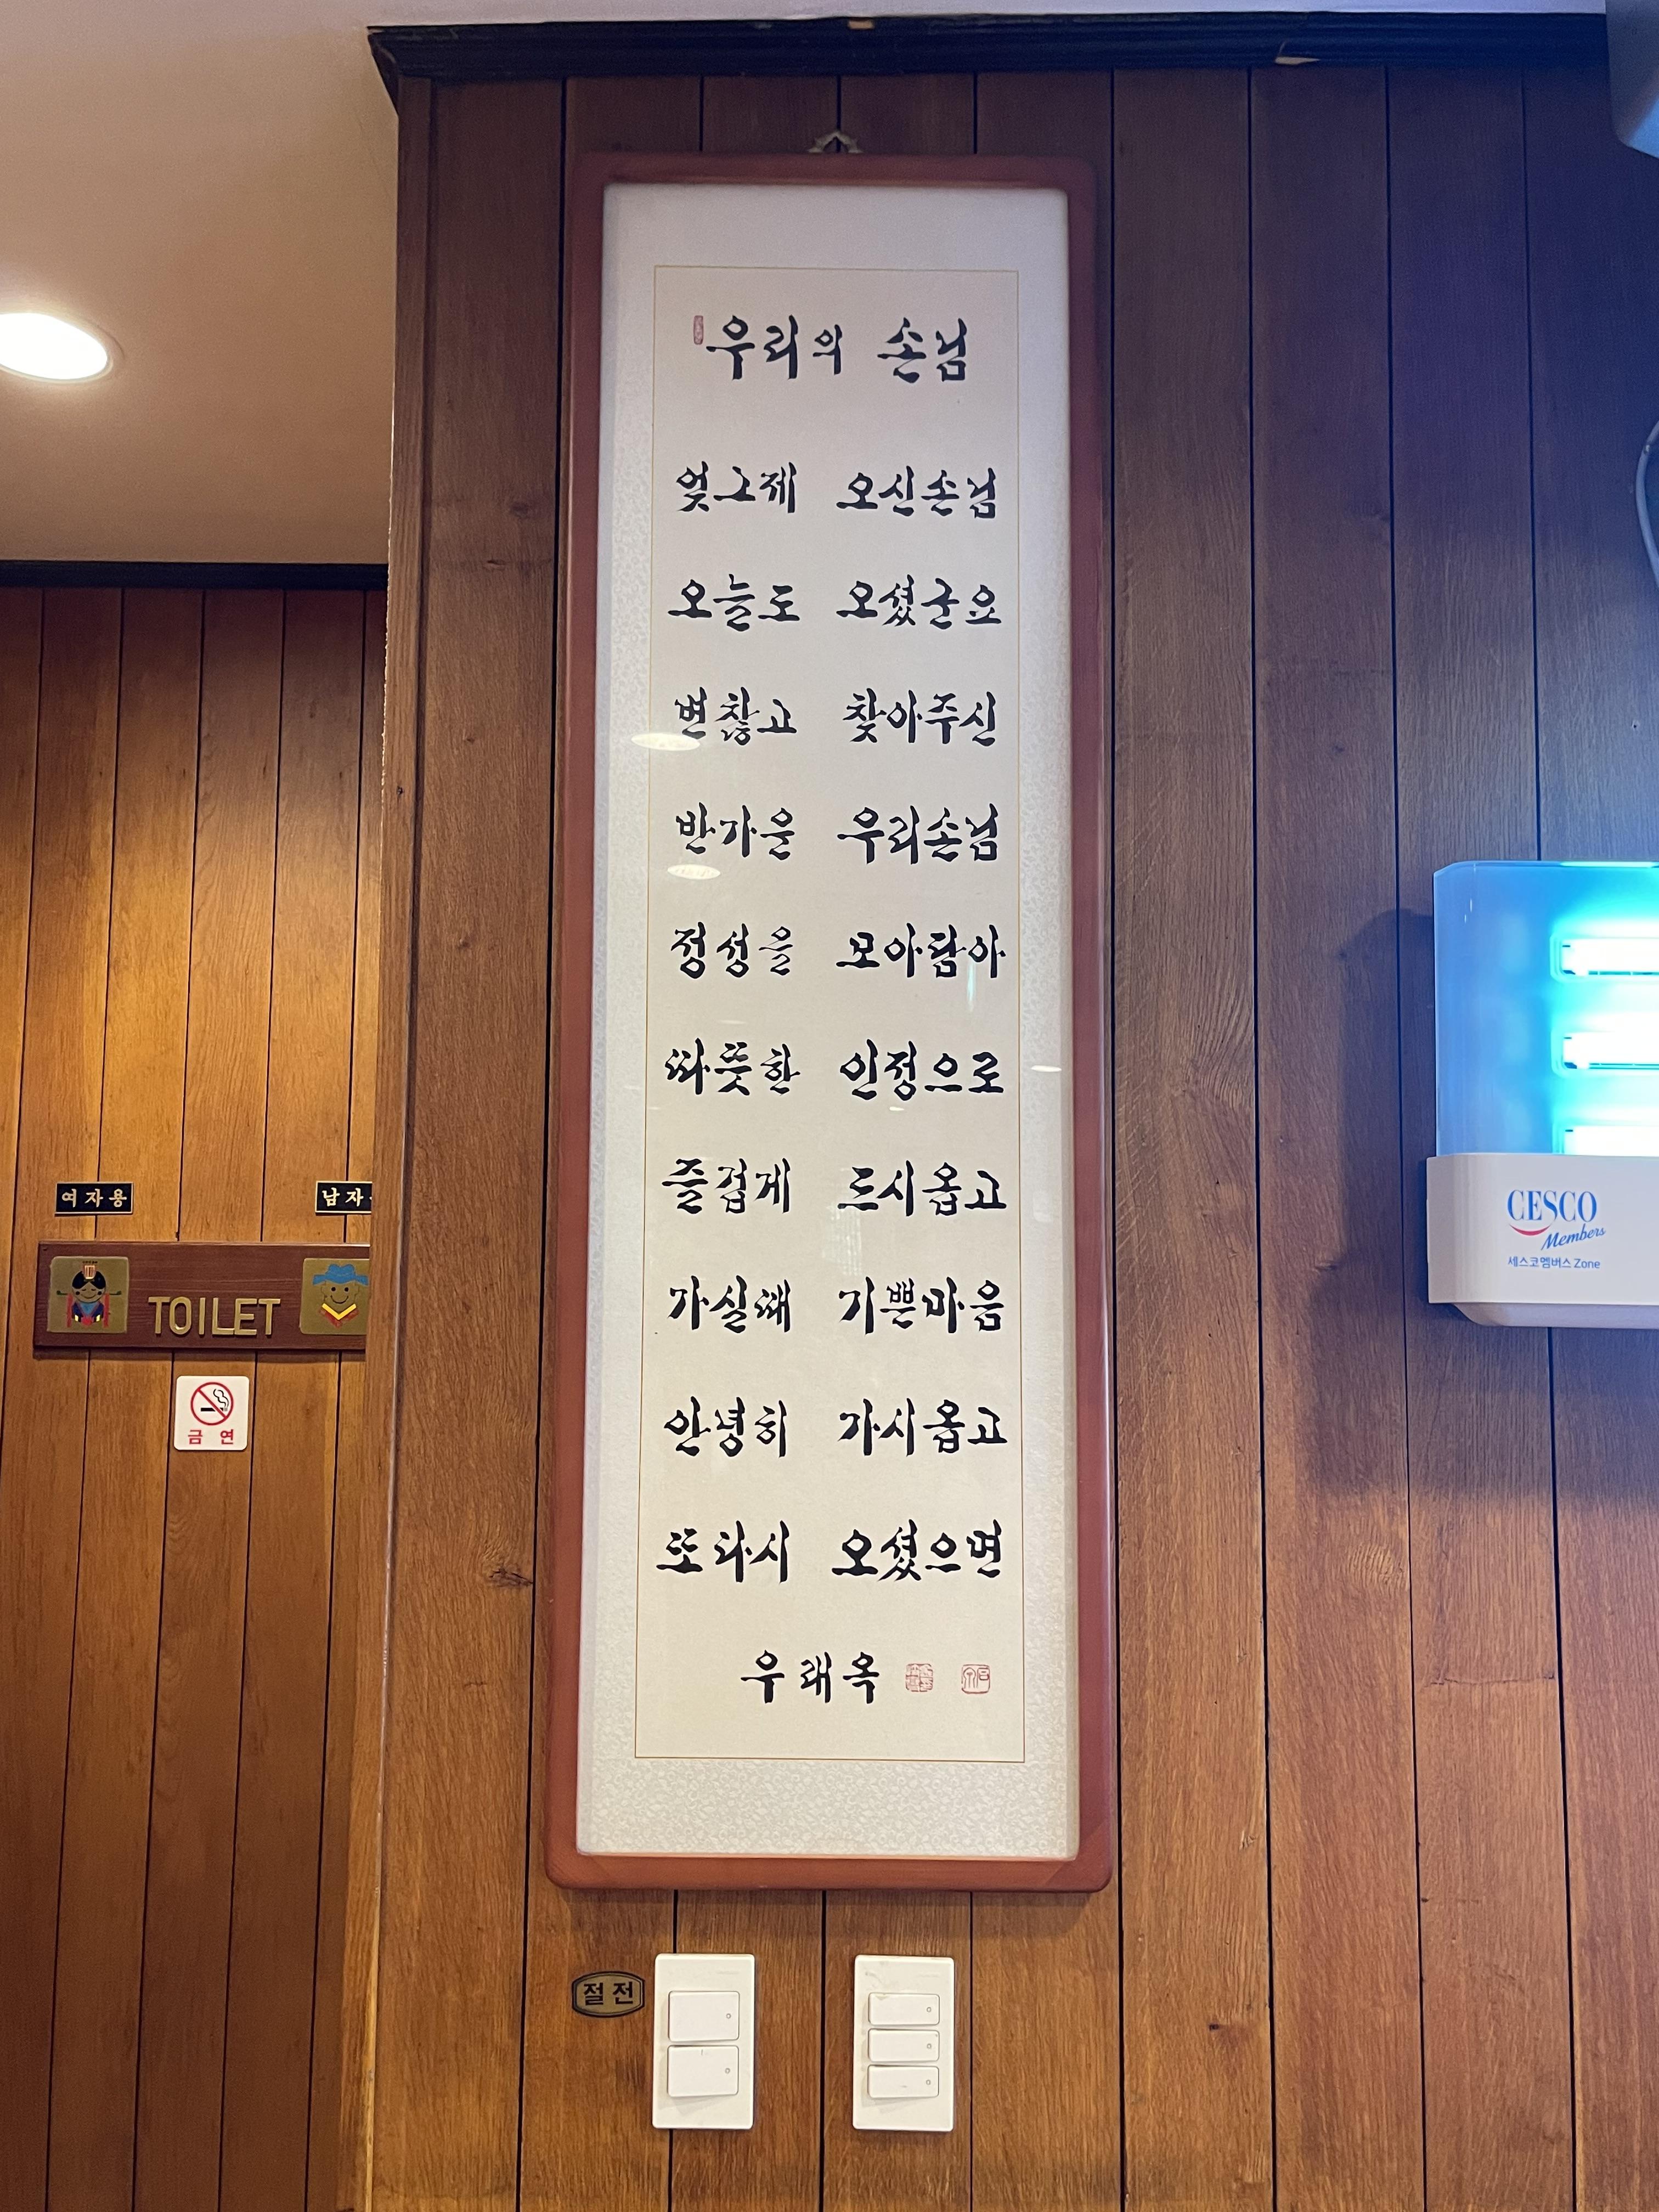 우리의 손님
엊그제 오신손님
오늘도 오셨군요
변찮고 찾아주신
반가운 우리손님
정성을 모아담아
따뜻한 인정으로
즐겁게 드시옵고
가실때 기쁜마음
안녕히 가시옵고
또다시 오셨으면
우래옥
여자용
남자
TOILET
금연
CESCO
Members
세스코멤버스 Zone
절전